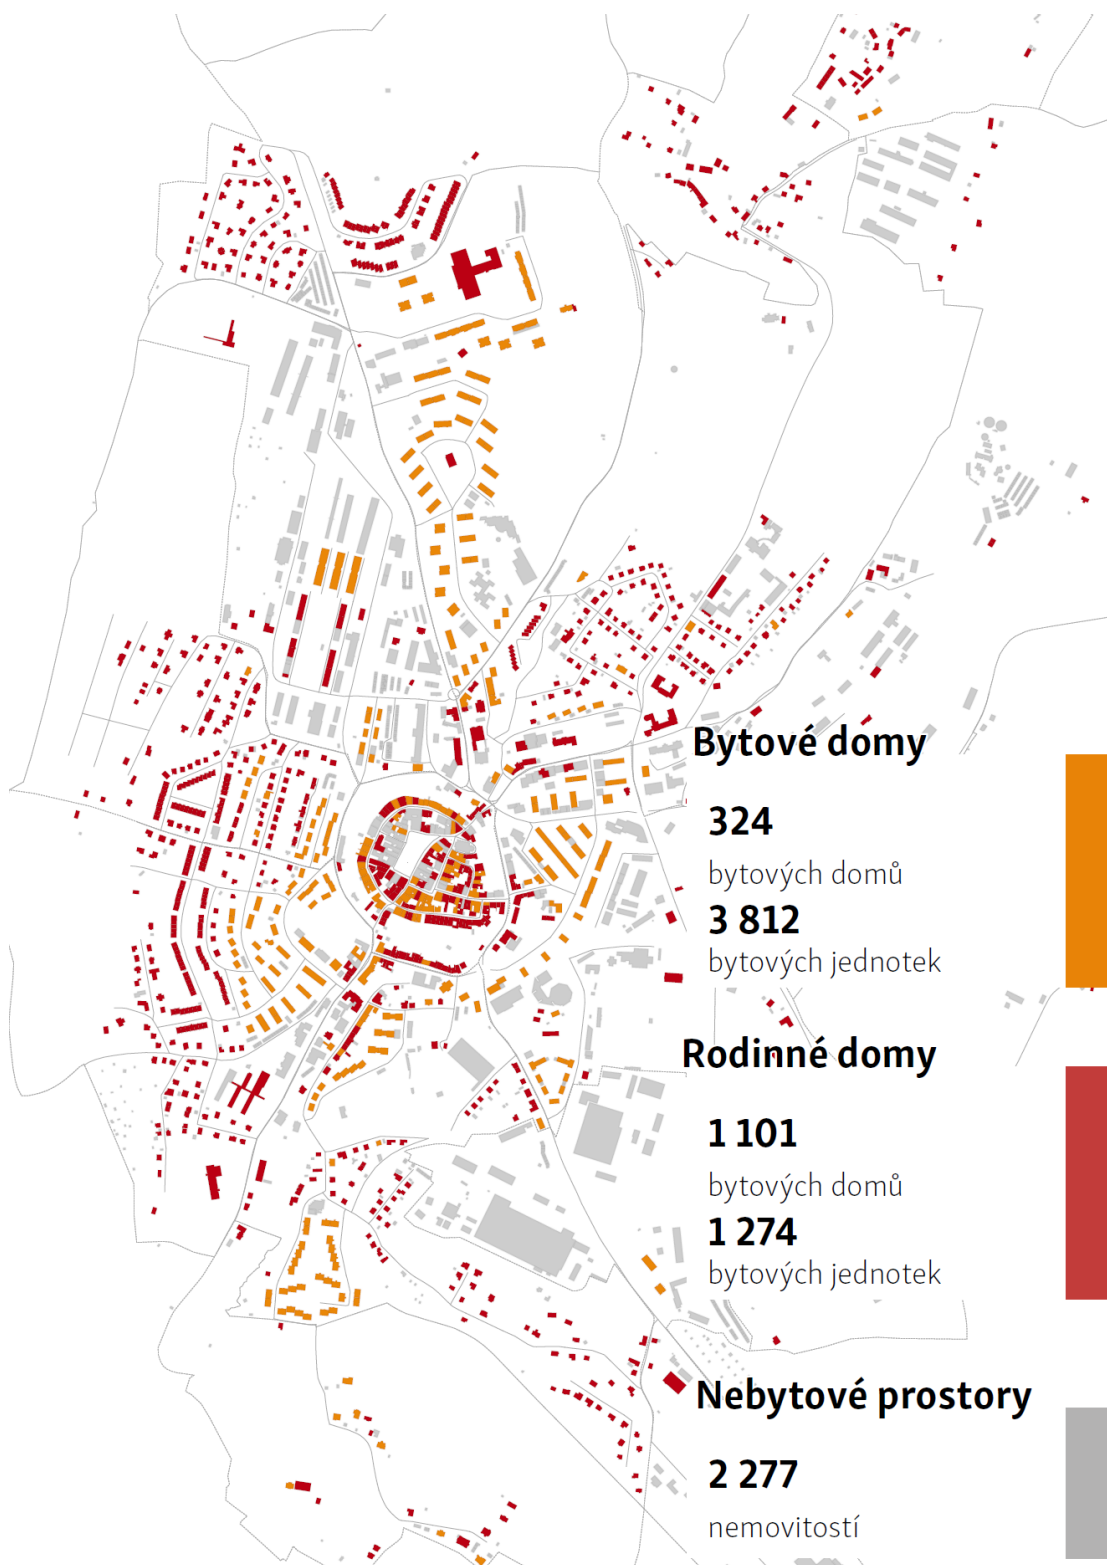 Bytové domy
324
bytových domů
3 812
bytových jednotek
Rodinné domy
1 101
bytových domů
1 274
bytových jednotek
Nebytové prostory
2 277
nemovitostí